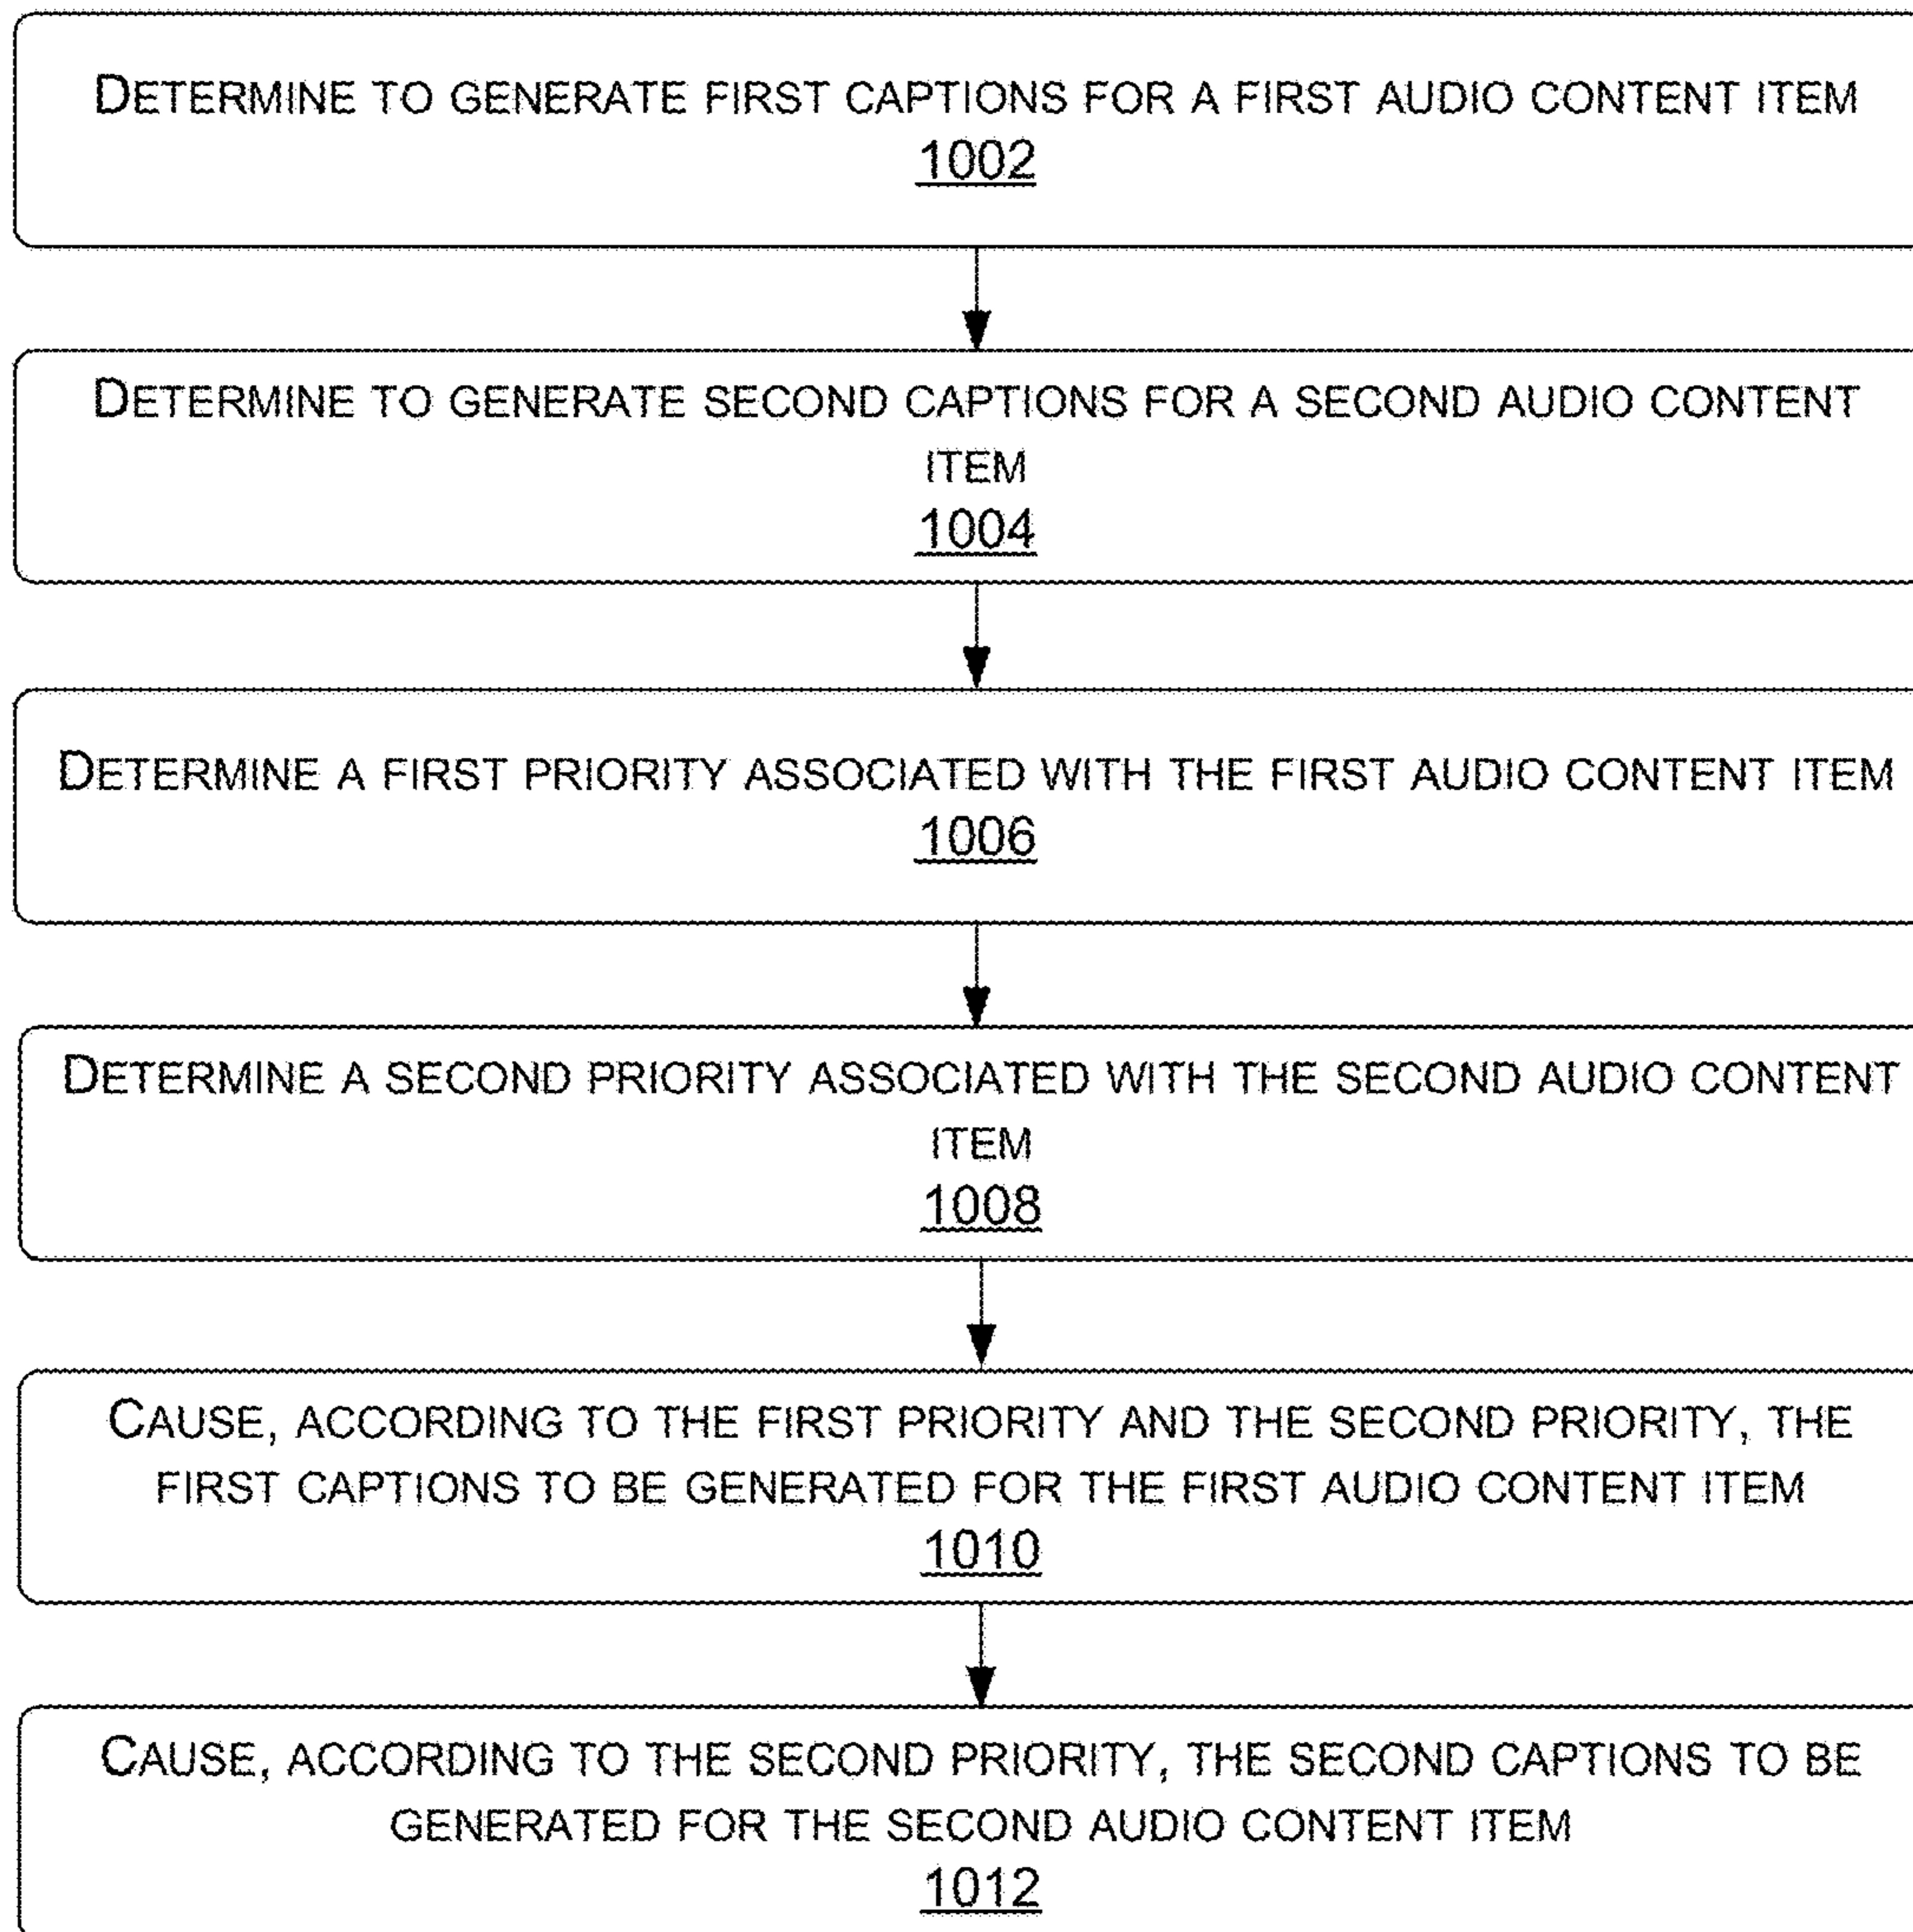 DETERMINE TO GENERATE FIRST CAPTIONS FOR A FIRST AUDIO CONTENT ITEM
1002
DETERMINE TO GENERATE SECOND CAPTIONS FOR A SECOND AUDIO CONTENT
ITEM
1004
DETERMINE A FIRST PRIORITY ASSOCIATED WITH THE FIRST AUDIO CONTENT ITEM
1006
DETERMINE A SECOND PRIORITY ASSOCIATED WITH THE SECOND AUDIO CONTENT
ITEM
1008
CAUSE, ACCORDING TO THE FIRST PRIORITY AND THE SECOND PRIORITY, THE
FIRST CAPTIONS TO BE GENERATED FOR THE FIRST AUDIO CONTENT ITEM
1010
CAUSE, ACCORDING TO THE SECOND PRIORITY, THE SECOND CAPTIONS TO BE
GENERATED FOR THE SECOND AUDIO CONTENT ITEM
1012